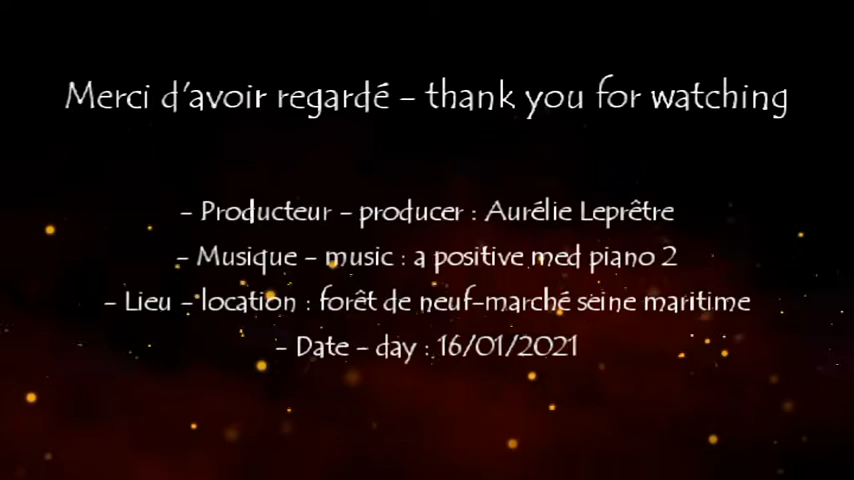 Merci d'avoir regardé - thank you for watching
- Producteur - producer : Aurélie Leprêtre
- Musique - music : a positive med piano 2
- Lieu - location : forêt de neuf-marché seine maritime
- Date - day : 16/01/2021